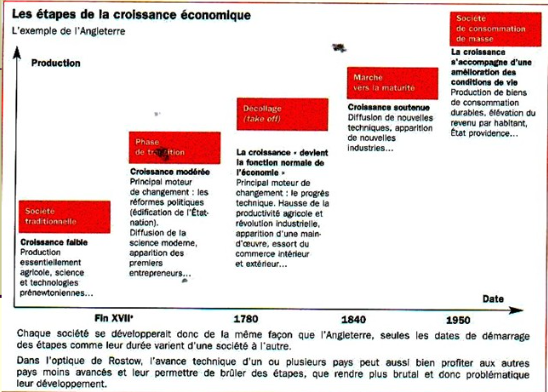 Les étapes de la croissance économique
L'exemple de l'Angleterre
Production
Société
traditionnelle
Croissance faible
Production
essentiellement
agricole, science
et technologies
prénewtoniennes...
Phase
de transition
Croissance modérée
Principal moteur
de changement : les
réformes politiques
(édification de l'État-
nation).
Diffusion de la
science moderne,
apparition des
premiers
entrepreneurs...
Décollage
(take off)
La croissance « devient
la fonction normale de
l'économie »
Principal moteur de
changement : le progrès
technique. Hausse de la
productivité agricole et
révolution industrielle,
apparition d'une main-
d'œuvre, essort du
commerce intérieur
et extérieur...
Marche
vers la maturité
Croissance soutenue
Diffusion de nouvelles
techniques, apparition
de nouvelles
industries...
Société
de consommation
de masse
La croissance
s'accompagne d'une
amélioration des
conditions de vie
Production de biens
de consommation
durables, élévation du
revenu par habitant,
État providence...
Date
Fin XVIIe 1780 1840 1950
Chaque société se développerait donc de la même façon que l'Angleterre, seules les dates de démarrage
des étapes comme leur durée varient d'une société à l'autre.
Dans l'optique de Rostow, l'avance technique d'un ou plusieurs pays peut aussi bien profiter aux autres
pays moins avancés et leur permettre de brûler des étapes, que rendre plus brutal et donc problématique
leur développement.